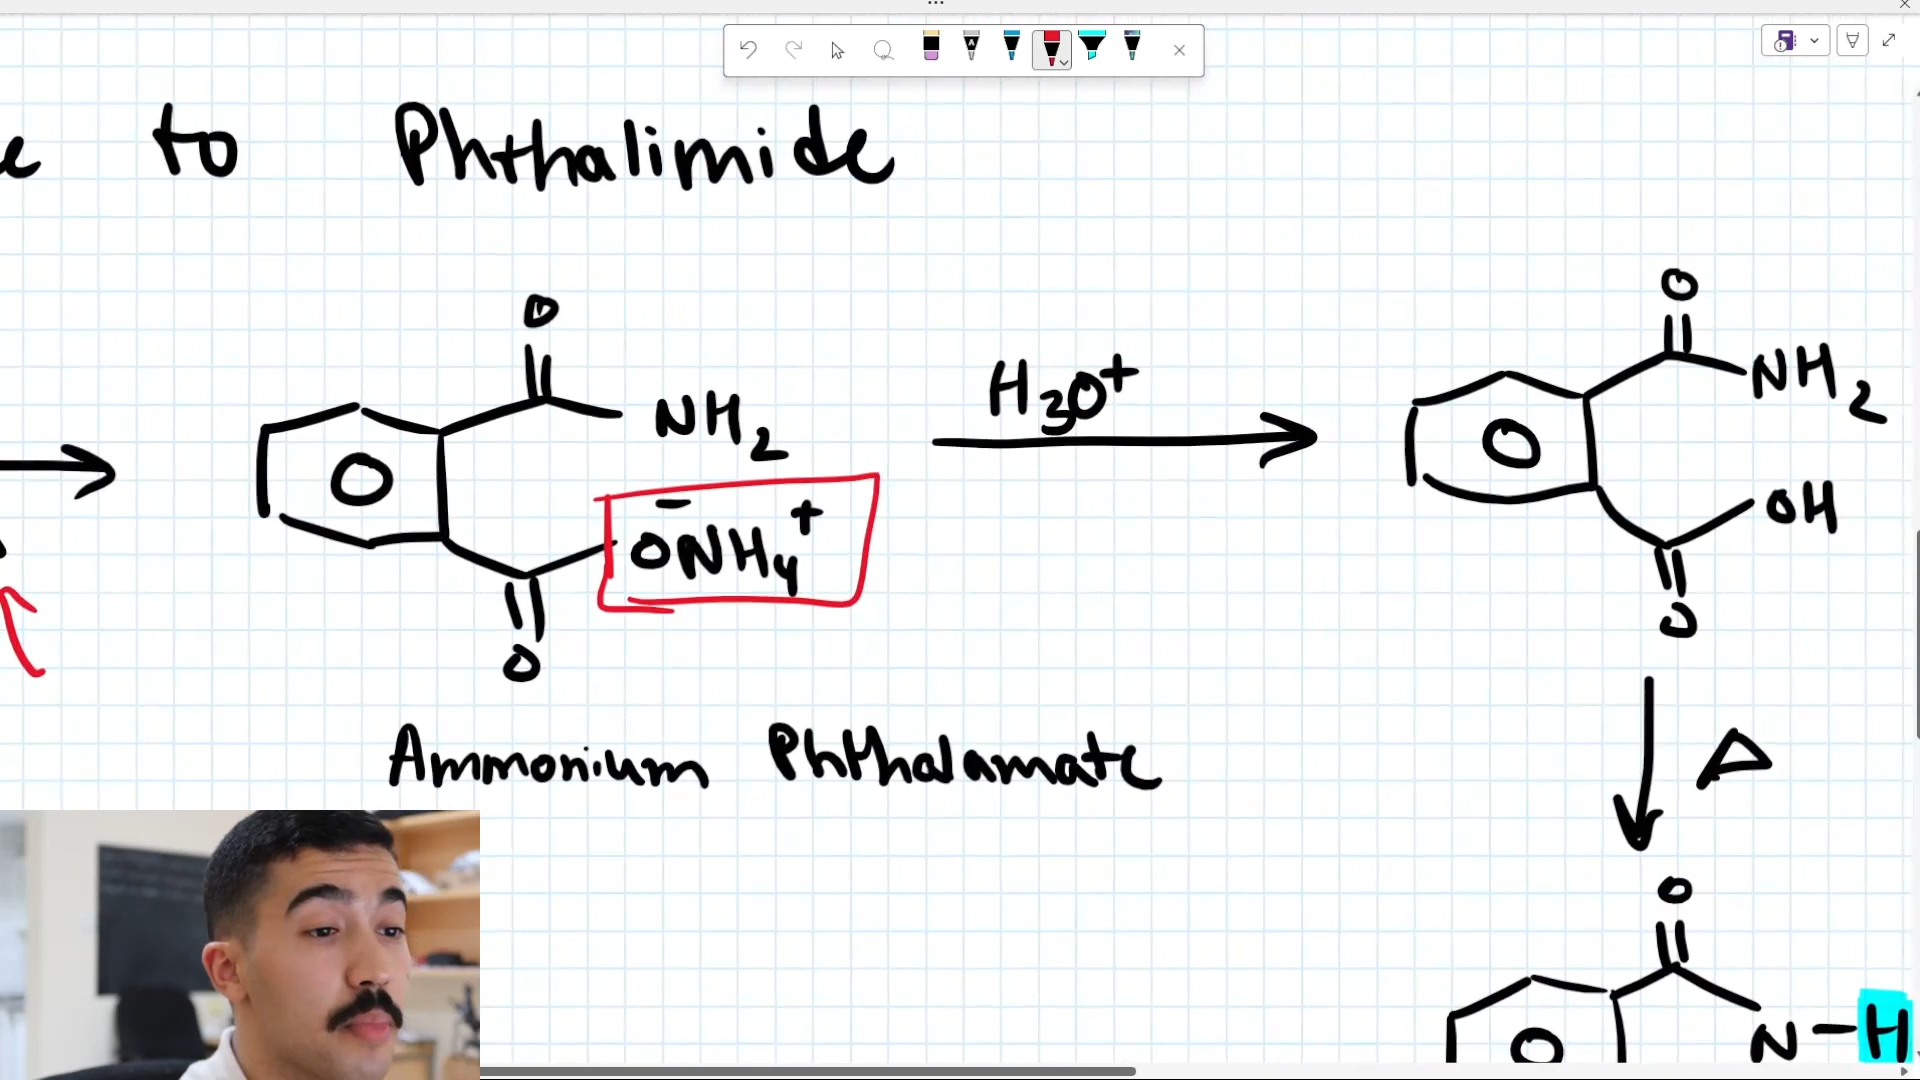 to Phthalimide
O
NH2
O⁻NH4⁺
O
Ammonium Phthalamate
H3O⁺
O
NH2
O
OH
O
Δ
O
O
N-H